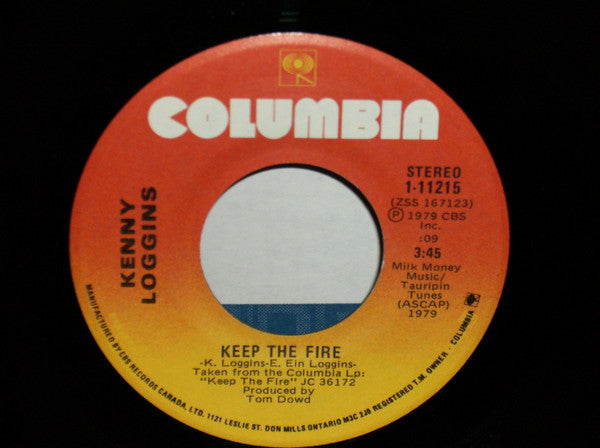 COLUMBIA
KENNY
LOGGINS
STEREO
1-11215
(ZSS 167123)
Ⓟ 1979 CBS
Inc.
:09
3:45
Milk Money
Music/
Tauripin
Tunes
(ASCAP)
1979
KEEP THE FIRE
-K. Loggins-E. Ein Loggins-
Taken from the Columbia Lp:
"Keep The Fire" JC 36172
Produced by
Tom Dowd
MANUFACTURED BY CBS RECORDS CANADA, LTD. 1121 LESLIE ST. DON MILLS ONTARIO M3C 2J9 REGISTERED T.M. OWNER - COLUMBIA